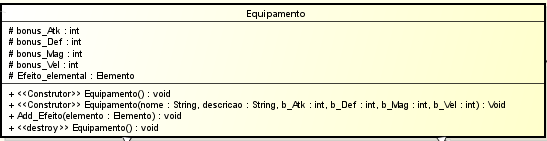 Equipamento
# bonus_Atk : int
# bonus_Def : int
# bonus_Mag : int
# bonus_Vel : int
# Efeito_elemental : Elemento
+ <<Construtor>> Equipamento() : void
+ <<Construtor>> Equipamento(nome : String, descricao : String, b_Atk : int, b_Def : int, b_Mag : int, b_Vel : int) : Void
+ Add_Efeito(elemento : Elemento) : void
+ <<destroy>> Equipamento() : void